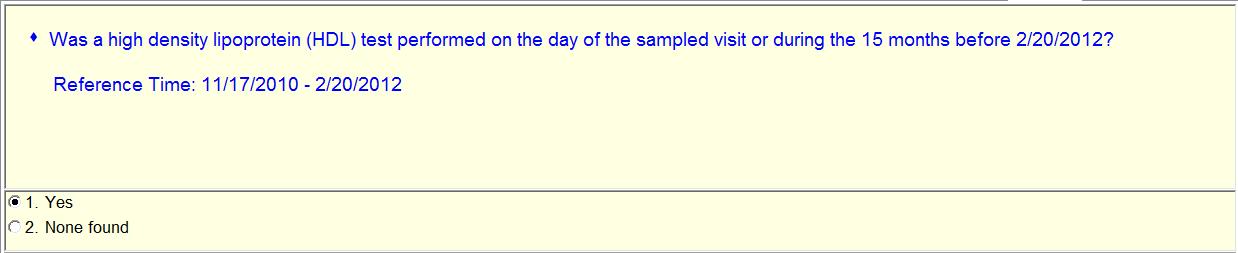 ♦ Was a high density lipoprotein (HDL) test performed on the day of the sampled visit or during the 15 months before 2/20/2012?
Reference Time: 11/17/2010 - 2/20/2012
1. Yes
2. None found